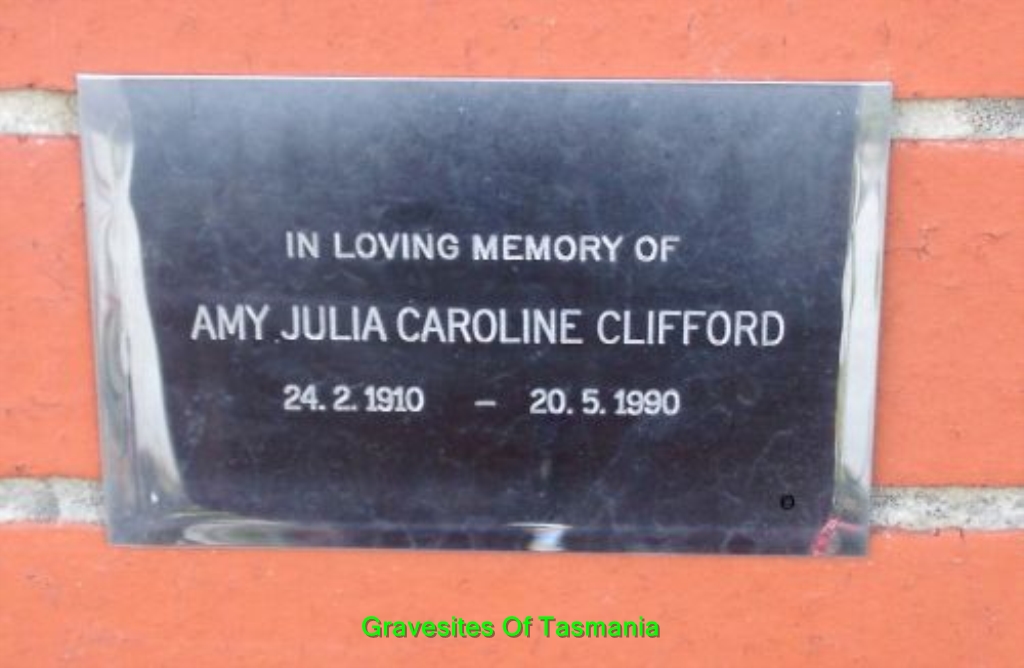 IN LOVING MEMORY OF
AMY JULIA CAROLINE CLIFFORD
24. 2. 1910 – 20. 5. 1990
Gravesites Of Tasmania